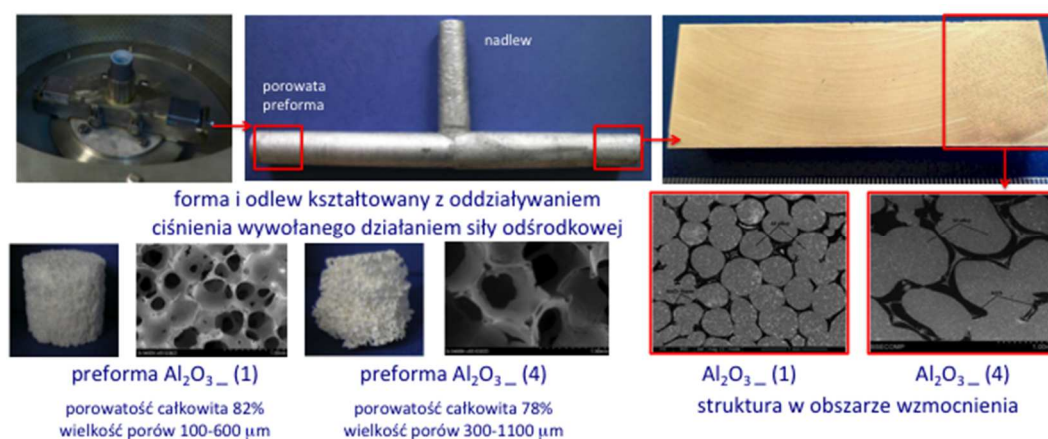 nadlew
porowata
preforma
forma i odlew kształtowany z oddziaływaniem
ciśnienia wywołanego działaniem siły odśrodkowej
preforma Al₂O₃_ (1)
porowatość całkowita 82%
wielkość porów 100-600 μm
preforma Al₂O₃_ (4)
porowatość całkowita 78%
wielkość porów 300-1100 μm
Al₂O₃_ (1)
Al₂O₃_ (4)
struktura w obszarze wzmocnienia